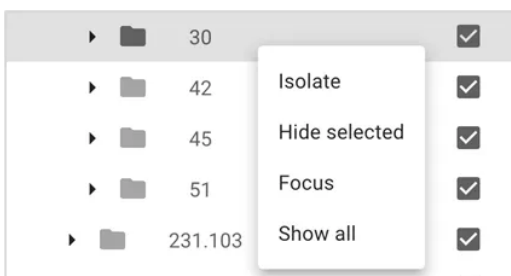 30
Isolate
42
Hide selected
45
Focus
51
Show all
231.103